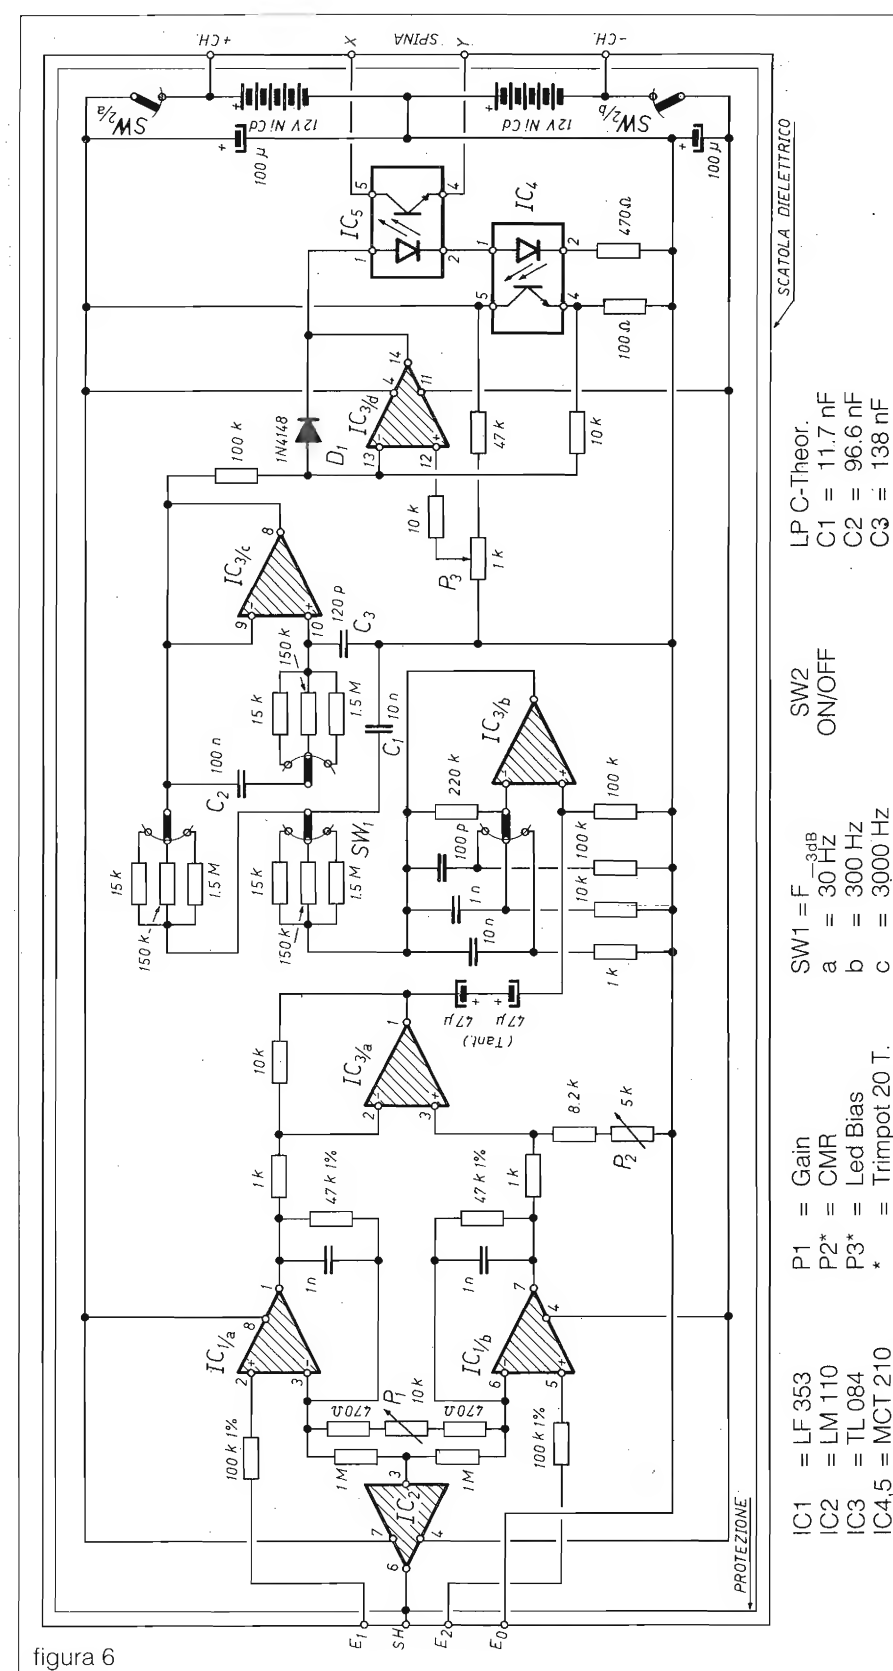 figura 6
+CH.
X
SPINA
Y
-CH.
SW2/a
12V NiCd
12V NiCd
SW2/b
+
100 µ
+
100 µ
IC5
1
2
5
4
IC4
1
2
5
4
470Ω
100Ω
SCATOLA DIELETTRICO
100 k
1N4148
D1
IC3/d
13
12
14
4
11
47 k
10 k
10 k
P3
1 k
IC3/c
9
10
8
120 p
C3
15 k
150 k
1.5 M
100 n
C2
10 n
C1
15 k
150 k
1.5 M
15 k
150 k
1.5 M
SW1
IC3/b
220 k
100 p
1 n
10 n
100 k
100 k
10 k
1 k
IC3/a
2
3
1
10 k
47 µ
47 µ
(Tant.)
8.2 k
5 k
P2
1 k
1 k
47 k 1%
47 k 1%
1 n
1 n
IC1/a
2
3
8
1
IC1/b
6
5
7
4
470Ω
P1
10 k
470Ω
100 k 1%
100 k 1%
1 M
1 M
IC2
3
7
4
6
E1
SH
E2
E0
PROTEZIONE
IC1 = LF 353
IC2 = LM 110
IC3 = TL 084
IC4,5 = MCT 210
P1 = Gain
P2* = CMR
P3* = Led Bias
* = Trimpot 20 T.
SW1 = F -3dB
a = 30 Hz
b = 300 Hz
c = 3000 Hz
SW2
ON/OFF
LP C-Theor.
C1 = 11.7 nF
C2 = 96.6 nF
C3 = 138 nF